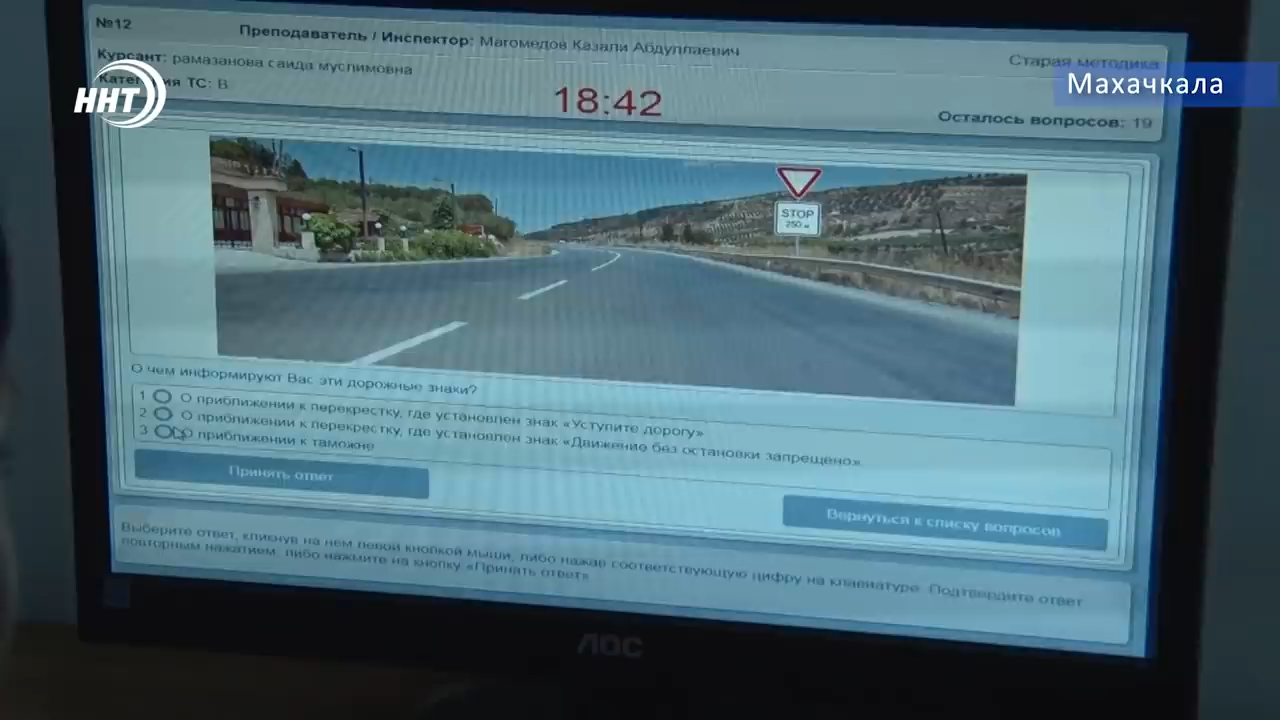 №12
Преподаватель / Инспектор: Магомедов Казали Абдуллаевич
Старая методика
Курсант: рамазанова саида муслимовна
Категория ТС: B
ННТ
Махачкала
18:42
Осталось вопросов: 19
STOP
250 м
О чем информируют Вас эти дорожные знаки?
1 О приближении к перекрестку, где установлен знак «Уступите дорогу»
2 О приближении к перекрестку, где установлен знак «Движение без остановки запрещено»
3 О приближении к таможне
Принять ответ
Вернуться к списку вопросов
Выберите ответ, кликнув на нем левой кнопкой мыши, либо нажав соответствующую цифру на клавиатуре. Подтвердите ответ
повторным нажатием, либо нажмите на кнопку «Принять ответ»
AOC